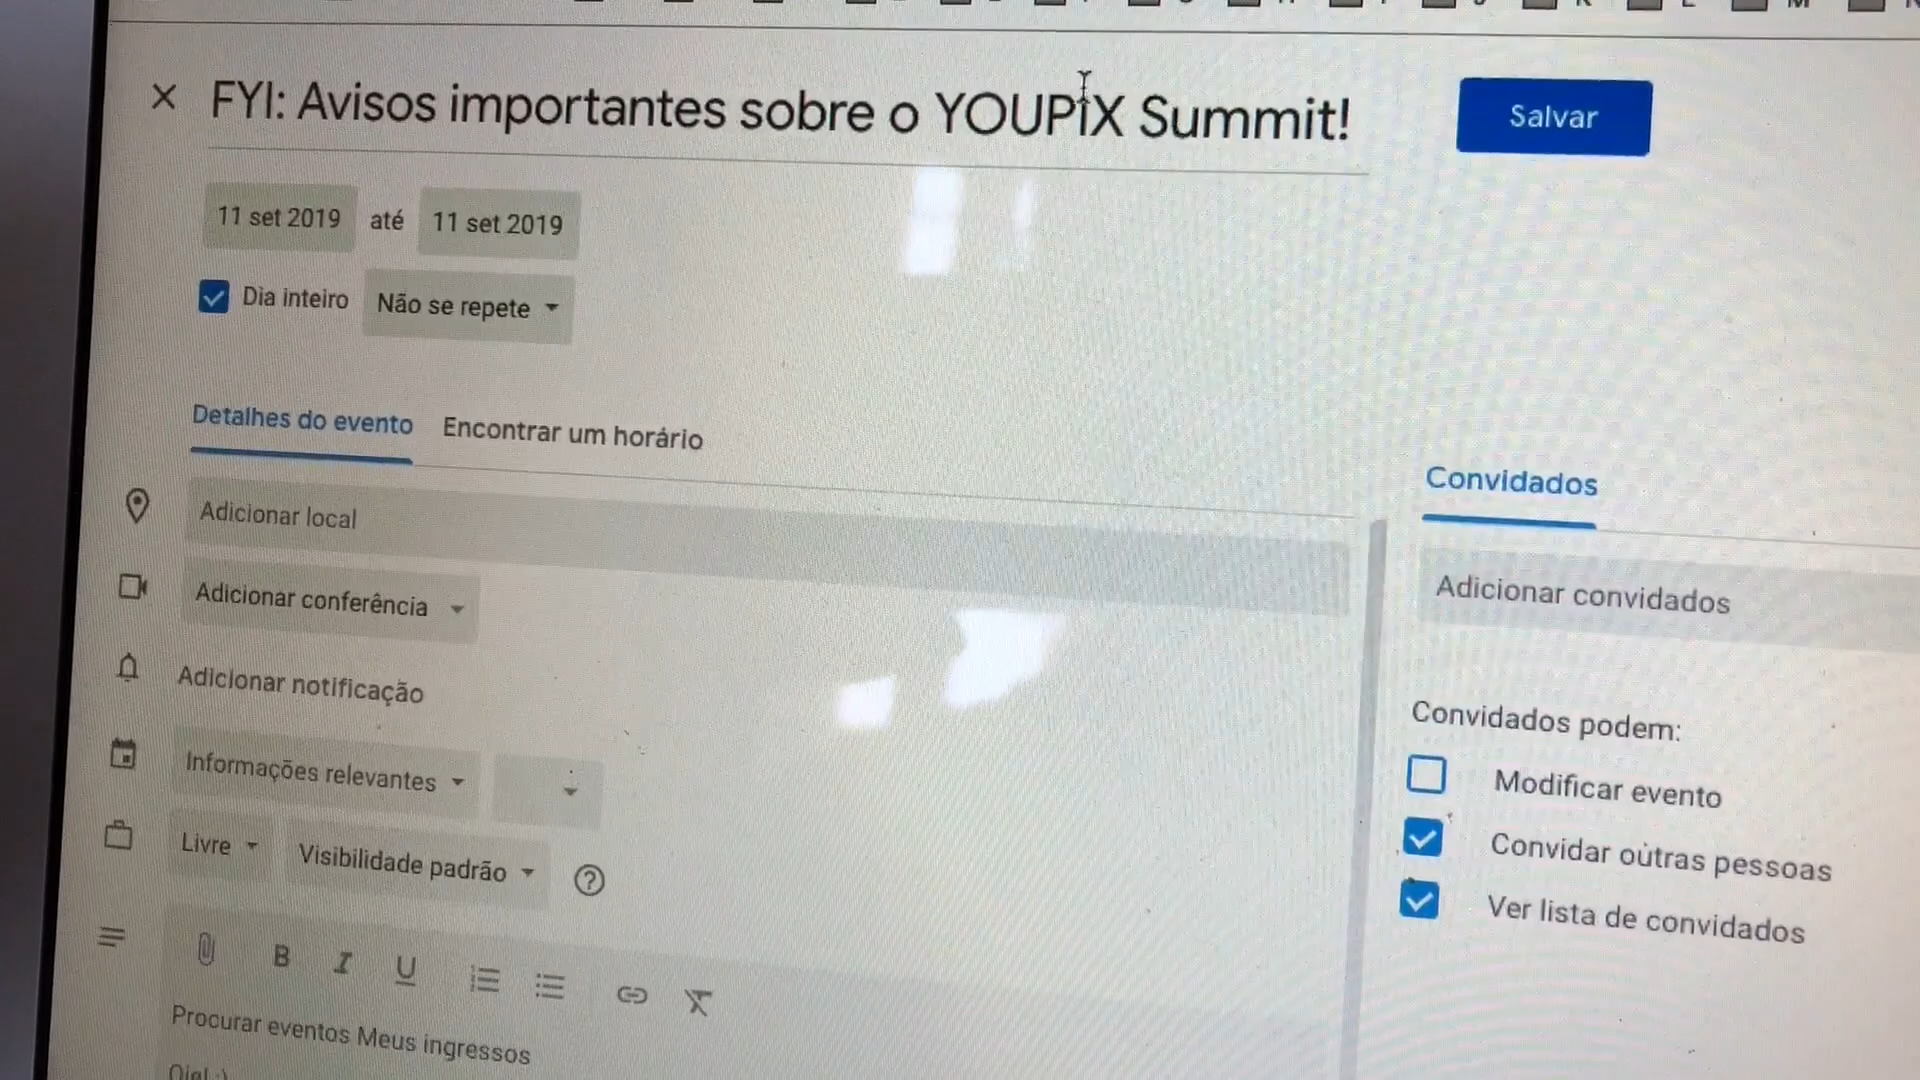 FYI: Avisos importantes sobre o YOUPIX Summit!
Salvar
11 set 2019 até 11 set 2019
Dia inteiro Não se repete
Detalhes do evento Encontrar um horário
Adicionar local
Adicionar conferência
Adicionar notificação
Informações relevantes
Livre Visibilidade padrão
B I U
Procurar eventos Meus ingressos
Convidados
Adicionar convidados
Convidados podem:
Modificar evento
Convidar outras pessoas
Ver lista de convidados